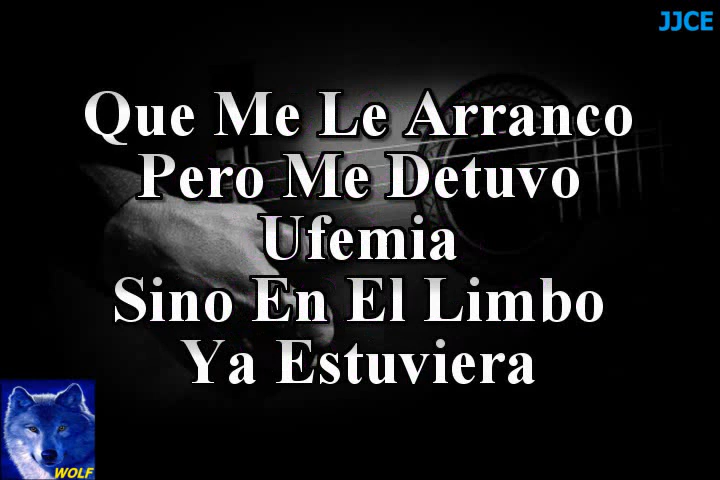 JJCE
Que Me Le Arranco
Pero Me Detuvo
Ufemia
Sino En El Limbo
Ya Estuviera
WOLF